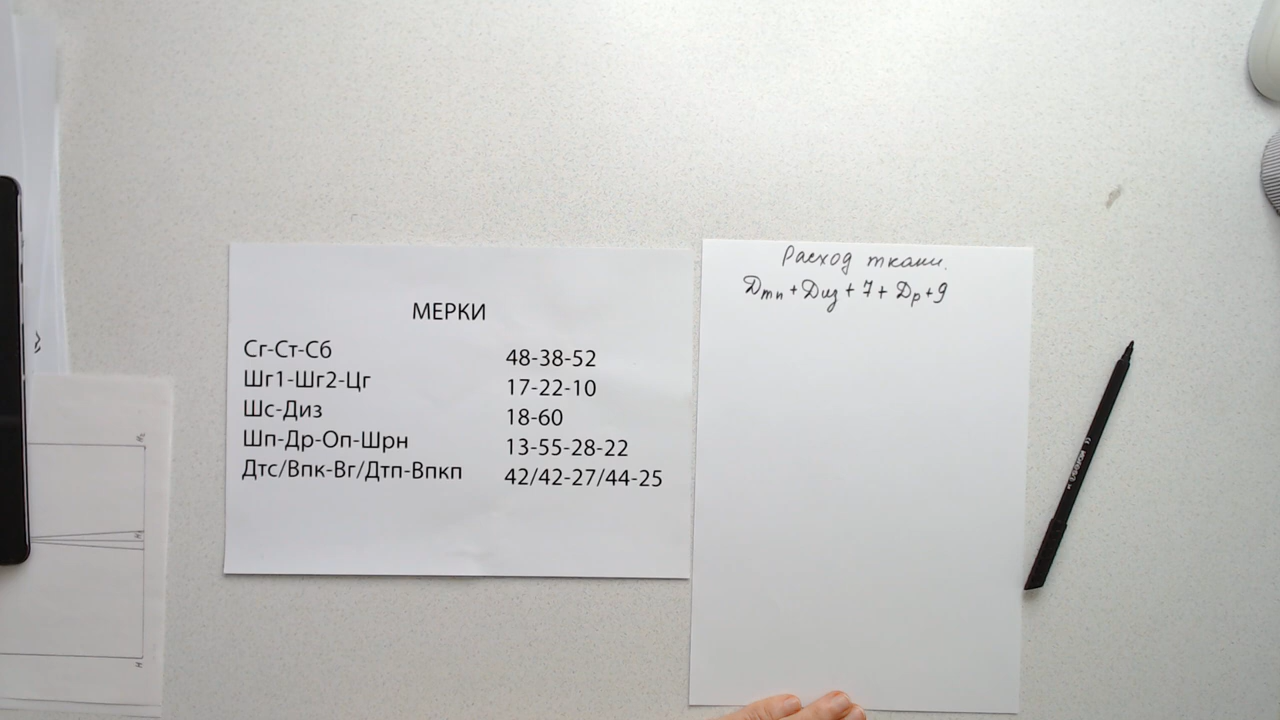 МЕРКИ
Сг-Ст-Сб 48-38-52
Шг1-Шг2-Цг 17-22-10
Шс-Диз 18-60
Шп-Др-Оп-Шрн 13-55-28-22
Дтс/Впк-Вг/Дтп-Впкп 42/42-27/44-25
Расход ткани.
Дтп + Диз + 7 + Др + 9